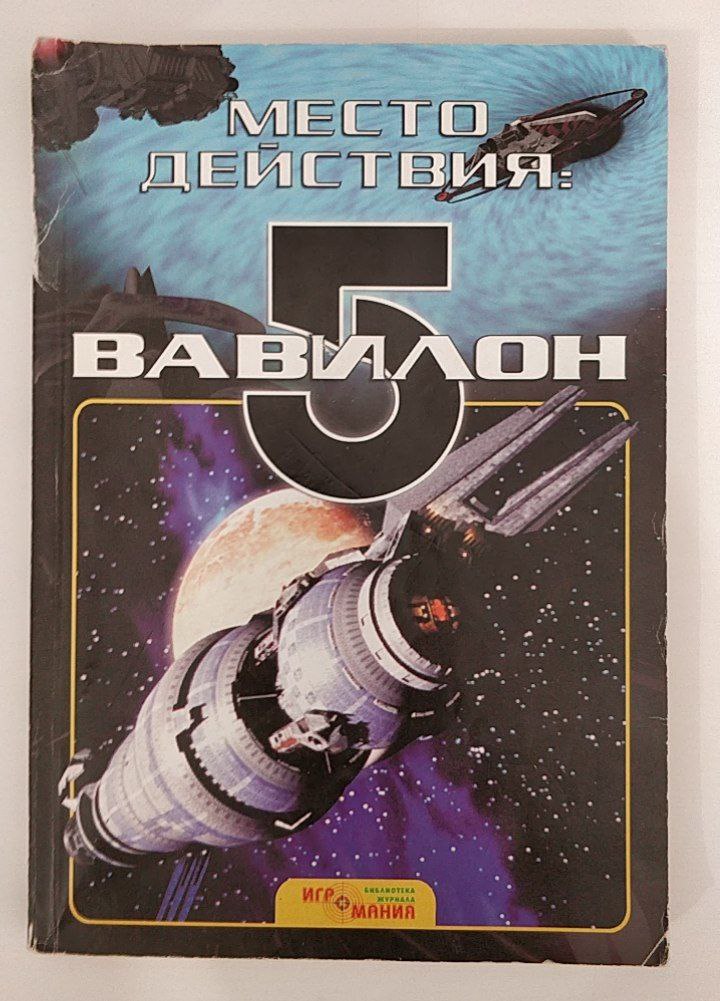 МЕСТО
ДЕЙСТВИЯ:
5
ВАВИЛОН
ИГРОМАНИЯ
БИБЛИОТЕКА
ЖУРНАЛА